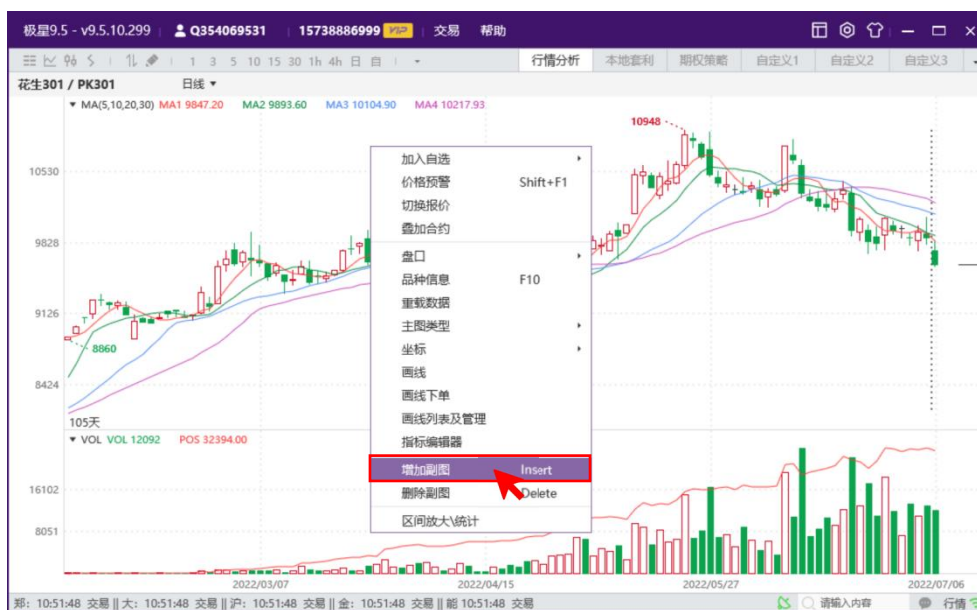 极星9.5 - v9.5.10.299 Q354069531 15738886999 VIP 交易 帮助
1 3 5 10 15 30 1h 4h 日 自 行情分析 本地套利 期权策略 自定义1 自定义2 自定义3
花生301 / PK301 日线
MA(5,10,20,30) MA1 9847.20 MA2 9893.60 MA3 10104.90 MA4 10217.93
10948
10530
9828
9126
8860
8424
105天
加入自选
价格预警 Shift+F1
切换报价
叠加合约
盘口
品种信息 F10
重载数据
主图类型
坐标
画线
画线下单
画线列表及管理
指标编辑器
增加副图 Insert
删除副图 Delete
区间放大\统计
VOL VOL 12092 POS 32394.00
16102
8051
2022/03/07 2022/04/15 2022/05/27 2022/07/06
郑: 10:51:48 交易 || 大: 10:51:48 交易 || 沪: 10:51:48 交易 || 金: 10:51:48 交易 || 能 10:51:48 交易 请输入内容 行情